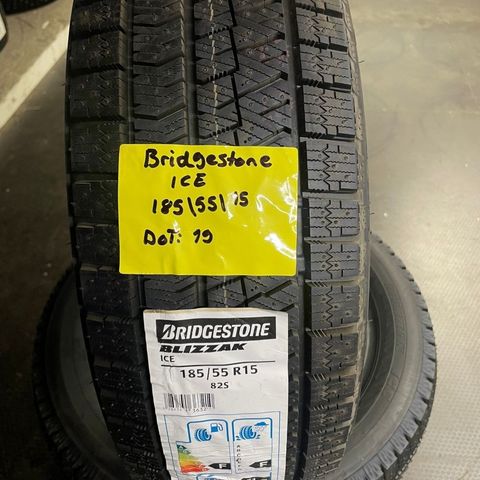 Bridgestone
ICE
185\55/15
DOT: 19
BRIDGESTONE
BLIZZAK
ICE
185/55 R15
82S
F
F